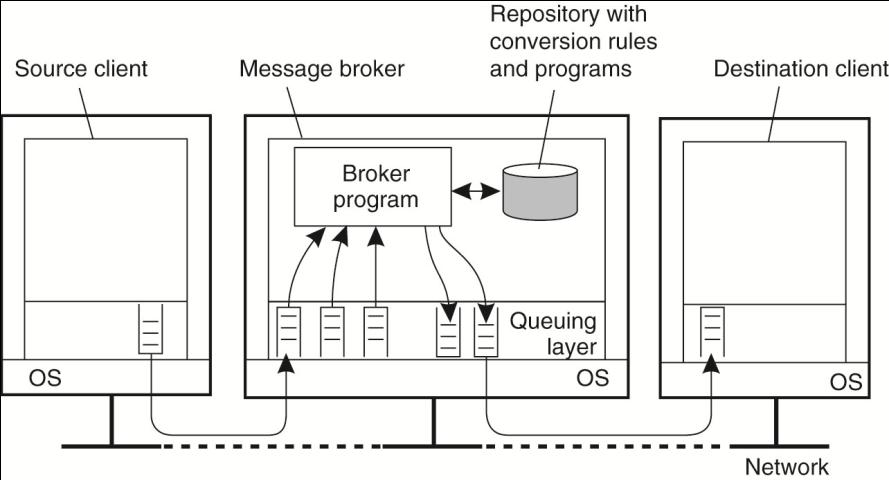 Repository with
conversion rules
and programs
Source client
Message broker
Destination client
Broker
program
Queuing
layer
OS
OS
OS
Network